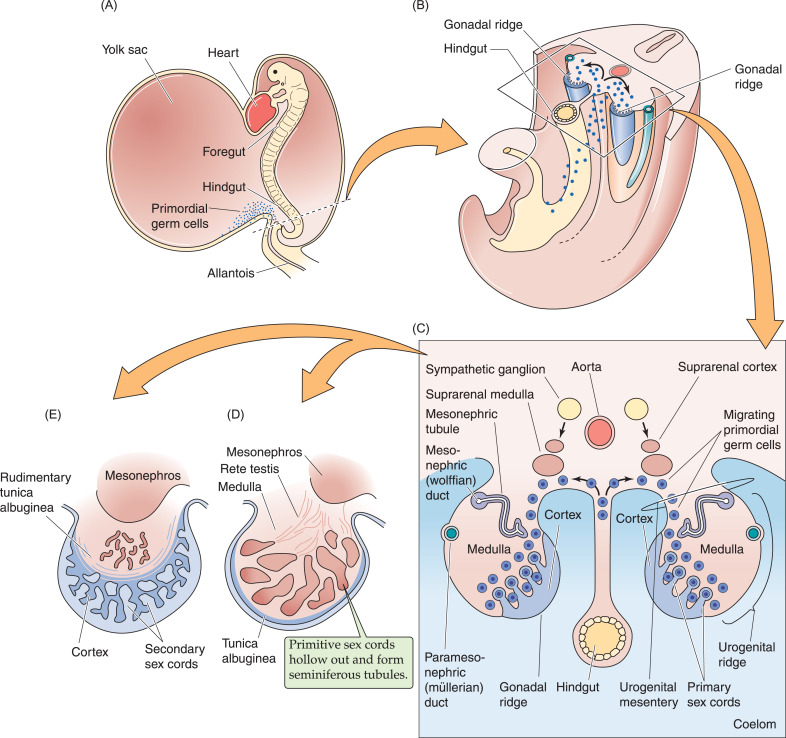 (A)
Yolk sac
Heart
Foregut
Hindgut
Primordial
germ cells
Allantois
(B)
Gonadal ridge
Hindgut
Gonadal
ridge
(C)
Sympathetic ganglion
Aorta
Suprarenal cortex
Suprarenal medulla
Mesonephric
tubule
Migrating
primordial
germ cells
Meso-
nephric
(wolffian)
duct
Cortex
Cortex
Medulla
Medulla
Urogenital
ridge
Parameso-
nephric
(müllerian)
duct
Gonadal
ridge
Hindgut
Urogenital
mesentery
Primary
sex cords
Coelom
(E)
Mesonephros
Rudimentary
tunica
albuginea
Cortex
Secondary
sex cords
(D)
Mesonephros
Rete testis
Medulla
Tunica
albuginea
Primitive sex cords
hollow out and form
seminiferous tubules.